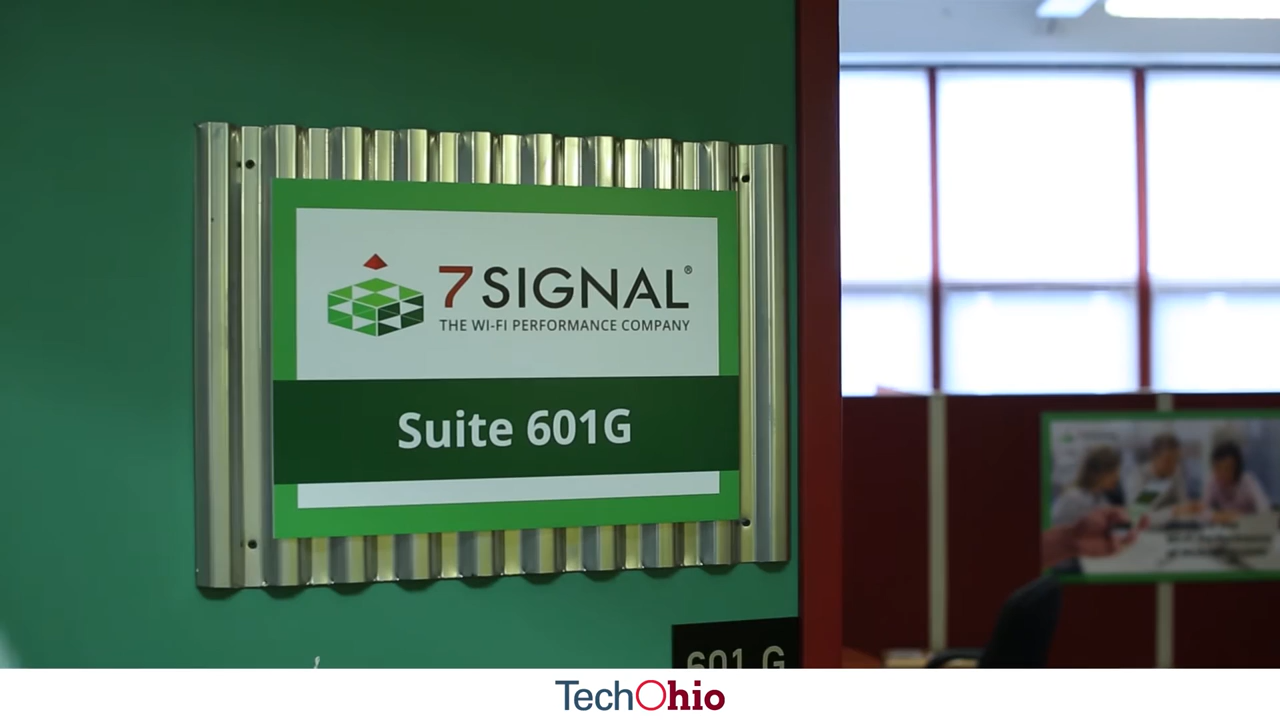 7SIGNAL®
THE WI-FI PERFORMANCE COMPANY
Suite 601G
601 G
TechOhio